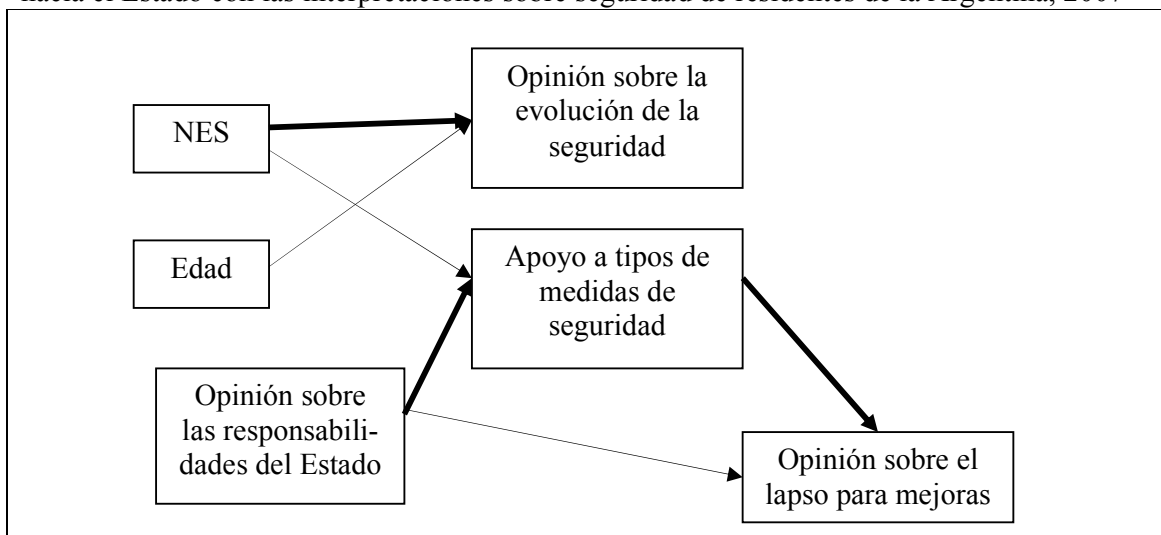 hacia el Estado con las interpretaciones sobre seguridad de residentes de la Argentina, 2007
Opinión sobre la
evolución de la
seguridad
NES
Edad
Apoyo a tipos de
medidas de
seguridad
Opinión sobre
las responsabili-
dades del Estado
Opinión sobre el
lapso para mejoras